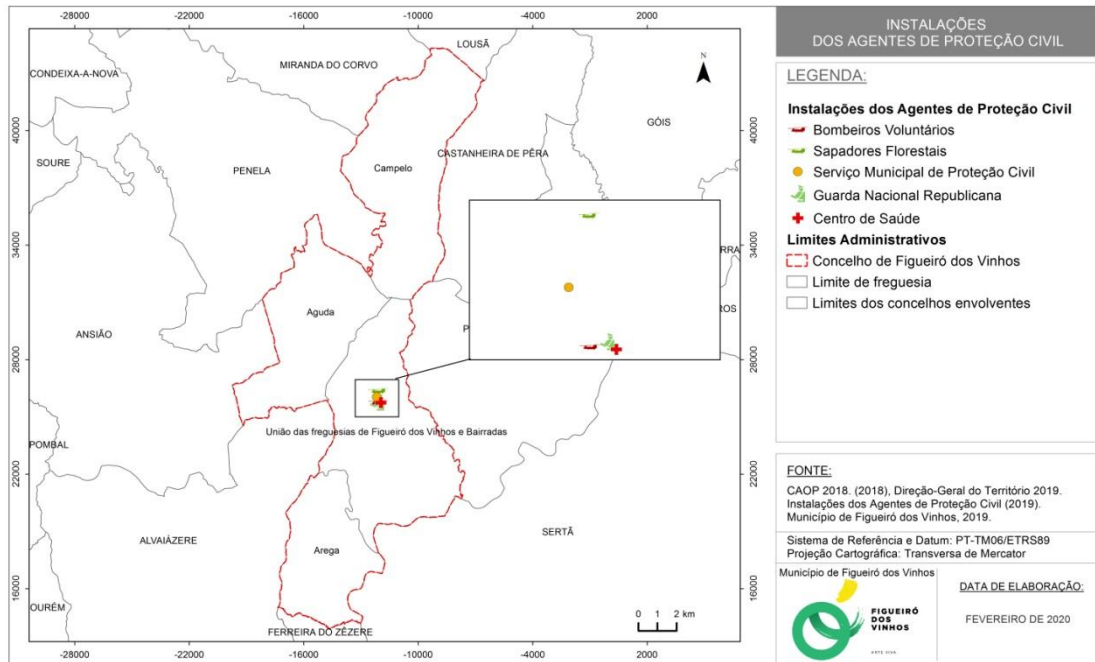 -28000
-22000
-16000
-10000
-4000
2000
LOUSÃ
MIRANDA DO CORVO
CONDEIXA-A-NOVA
GÓIS
40000
40000
CASTANHEIRA DE PÊRA
SOURE
PENELA
Campelo
N
34000
34000
RRA
Aguda
ROS
P
ANSIÃO
28000
28000
União das freguesias de Figueiró dos Vinhos e Bairradas
POMBAL
22000
22000
SERTÃ
ALVAIÁZERE
Arega
16000
16000
OURÉM
FERREIRA DO ZÊZERE
0 1 2 km
-28000
-22000
-16000
-10000
-4000
2000
INSTALAÇÕES
DOS AGENTES DE PROTEÇÃO CIVIL
LEGENDA:
Instalações dos Agentes de Proteção Civil
Bombeiros Voluntários
Sapadores Florestais
Serviço Municipal de Proteção Civil
Guarda Nacional Republicana
Centro de Saúde
Limites Administrativos
Concelho de Figueiró dos Vinhos
Limite de freguesia
Limites dos concelhos envolventes
FONTE:
CAOP 2018. (2018), Direção-Geral do Território 2019.
Instalações dos Agentes de Proteção Civil (2019).
Município de Figueiró dos Vinhos, 2019.
Sistema de Referência e Datum: PT-TM06/ETRS89
Projeção Cartográfica: Transversa de Mercator
Município de Figueiró dos Vinhos
FIGUEIRÓ
DOS
VINHOS
ARTE VIVA
DATA DE ELABORAÇÃO:
FEVEREIRO DE 2020